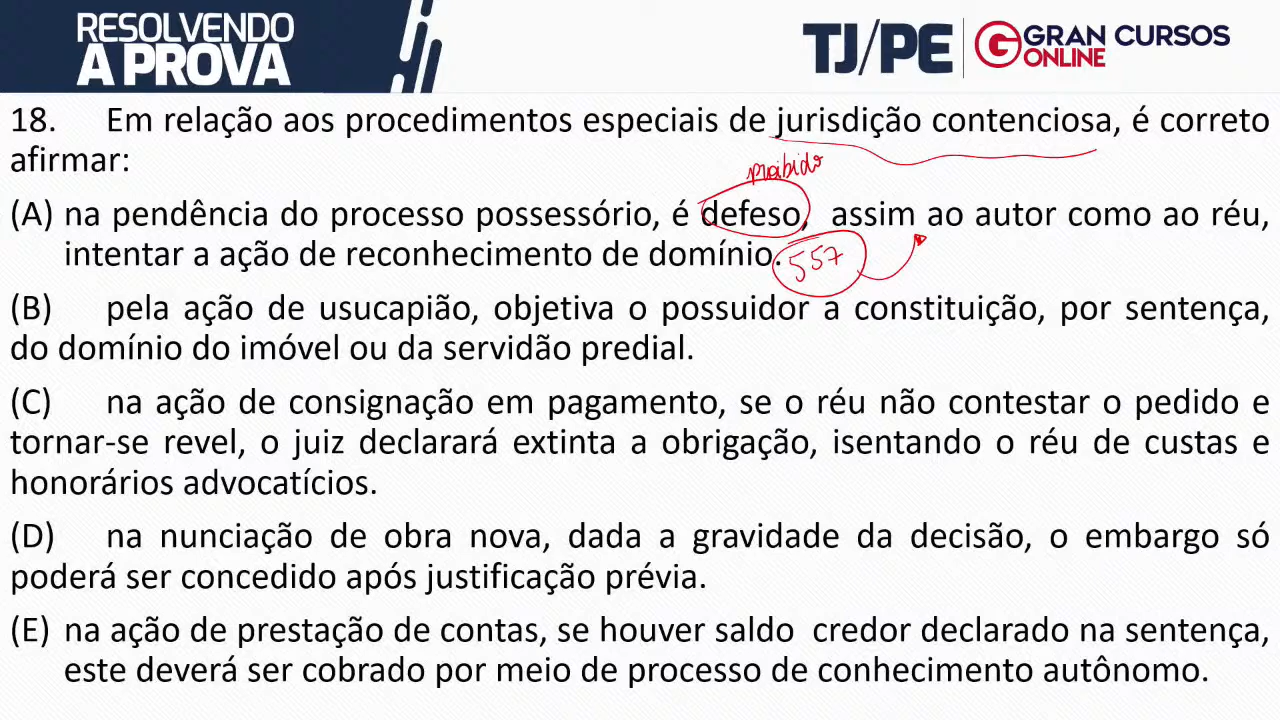 RESOLVENDO
A PROVA
TJ/PE
GRAN CURSOS
ONLINE
18. Em relação aos procedimentos especiais de jurisdição contenciosa, é correto
afirmar:
proibido
(A) na pendência do processo possessório, é defeso, assim ao autor como ao réu,
intentar a ação de reconhecimento de domínio.
557
(B) pela ação de usucapião, objetiva o possuidor a constituição, por sentença,
do domínio do imóvel ou da servidão predial.
(C) na ação de consignação em pagamento, se o réu não contestar o pedido e
tornar-se revel, o juiz declarará extinta a obrigação, isentando o réu de custas e
honorários advocatícios.
(D) na nunciação de obra nova, dada a gravidade da decisão, o embargo só
poderá ser concedido após justificação prévia.
(E) na ação de prestação de contas, se houver saldo credor declarado na sentença,
este deverá ser cobrado por meio de processo de conhecimento autônomo.